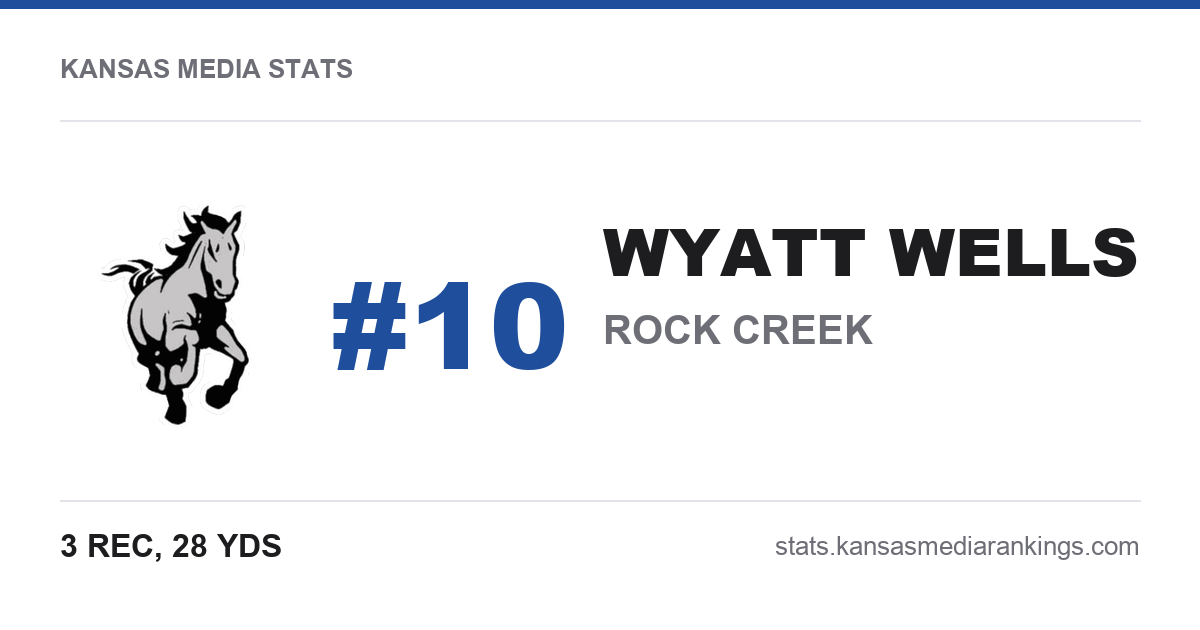 KANSAS MEDIA STATS
#10
WYATT WELLS
ROCK CREEK
3 REC, 28 YDS
stats.kansasmediarankings.com